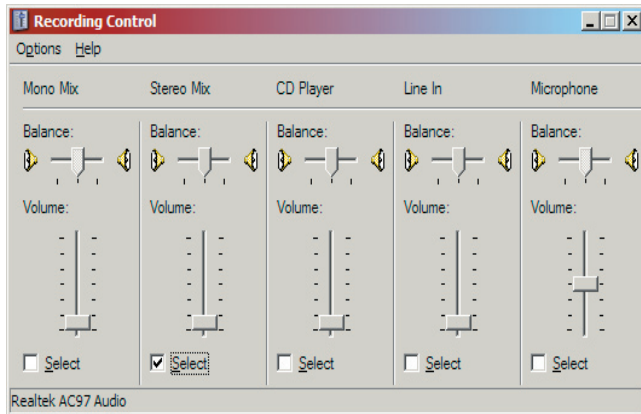 Recording Control
Options Help
Mono Mix Stereo Mix CD Player Line In Microphone
Balance: Balance: Balance: Balance: Balance:
Volume: Volume: Volume: Volume: Volume:
Select Select Select Select Select
Realtek AC97 Audio